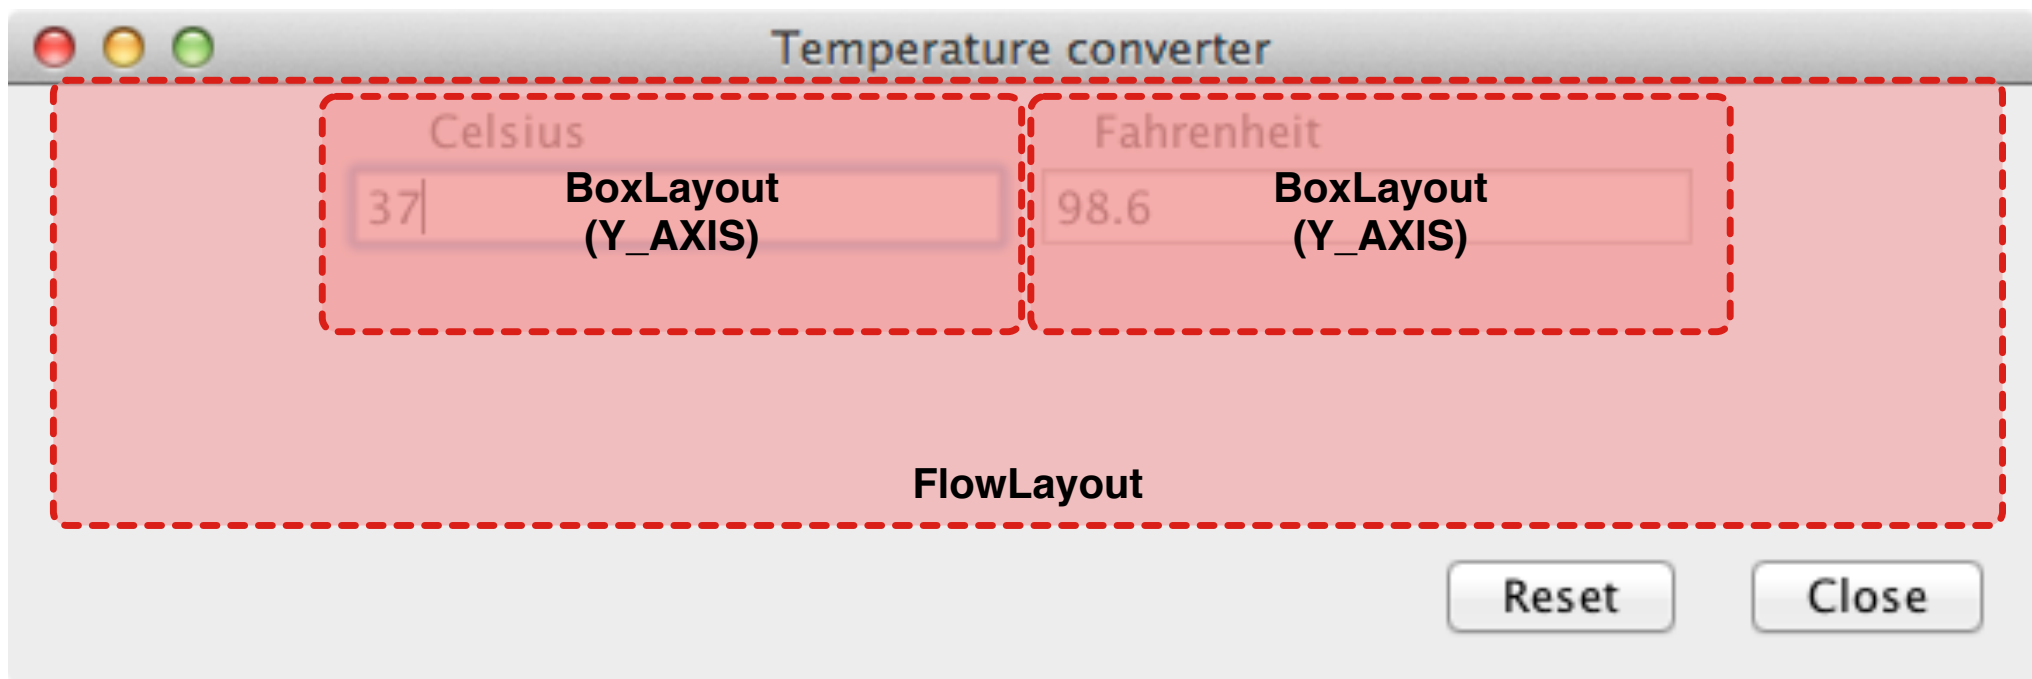 Temperature converter
Celsius
Fahrenheit
37
BoxLayout
(Y_AXIS)
98.6
BoxLayout
(Y_AXIS)
FlowLayout
Reset
Close